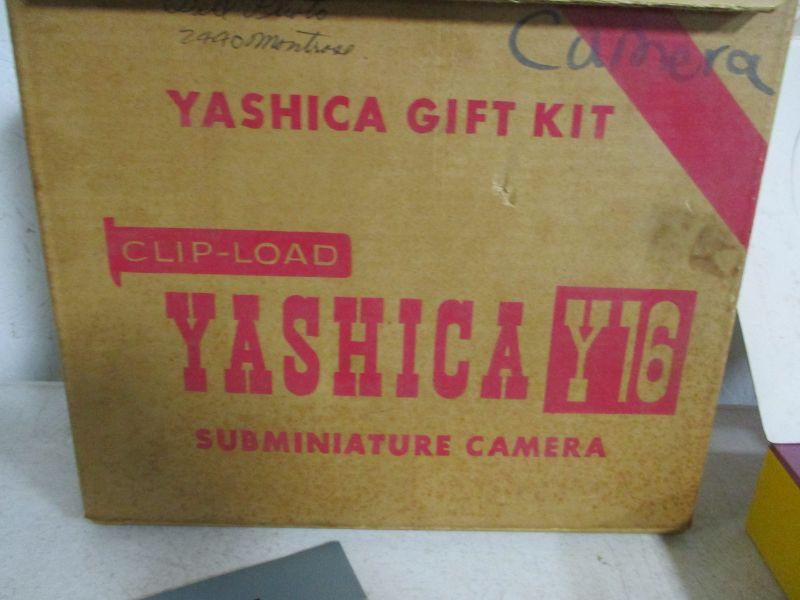 2440 Montrose
Camera
YASHICA GIFT KIT
CLIP-LOAD
YASHICA Y16
SUBMINIATURE CAMERA